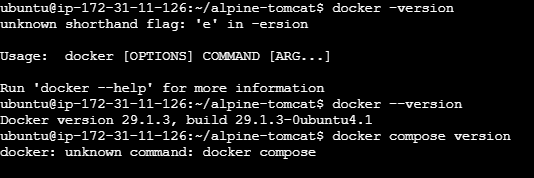 ubuntu@ip-172-31-11-126:~/alpine-tomcat$ docker -version
unknown shorthand flag: 'e' in -ersion
Usage:  docker [OPTIONS] COMMAND [ARG...]
Run 'docker --help' for more information
ubuntu@ip-172-31-11-126:~/alpine-tomcat$ docker --version
Docker version 29.1.3, build 29.1.3-0ubuntu4.1
ubuntu@ip-172-31-11-126:~/alpine-tomcat$ docker compose version
docker: unknown command: docker compose